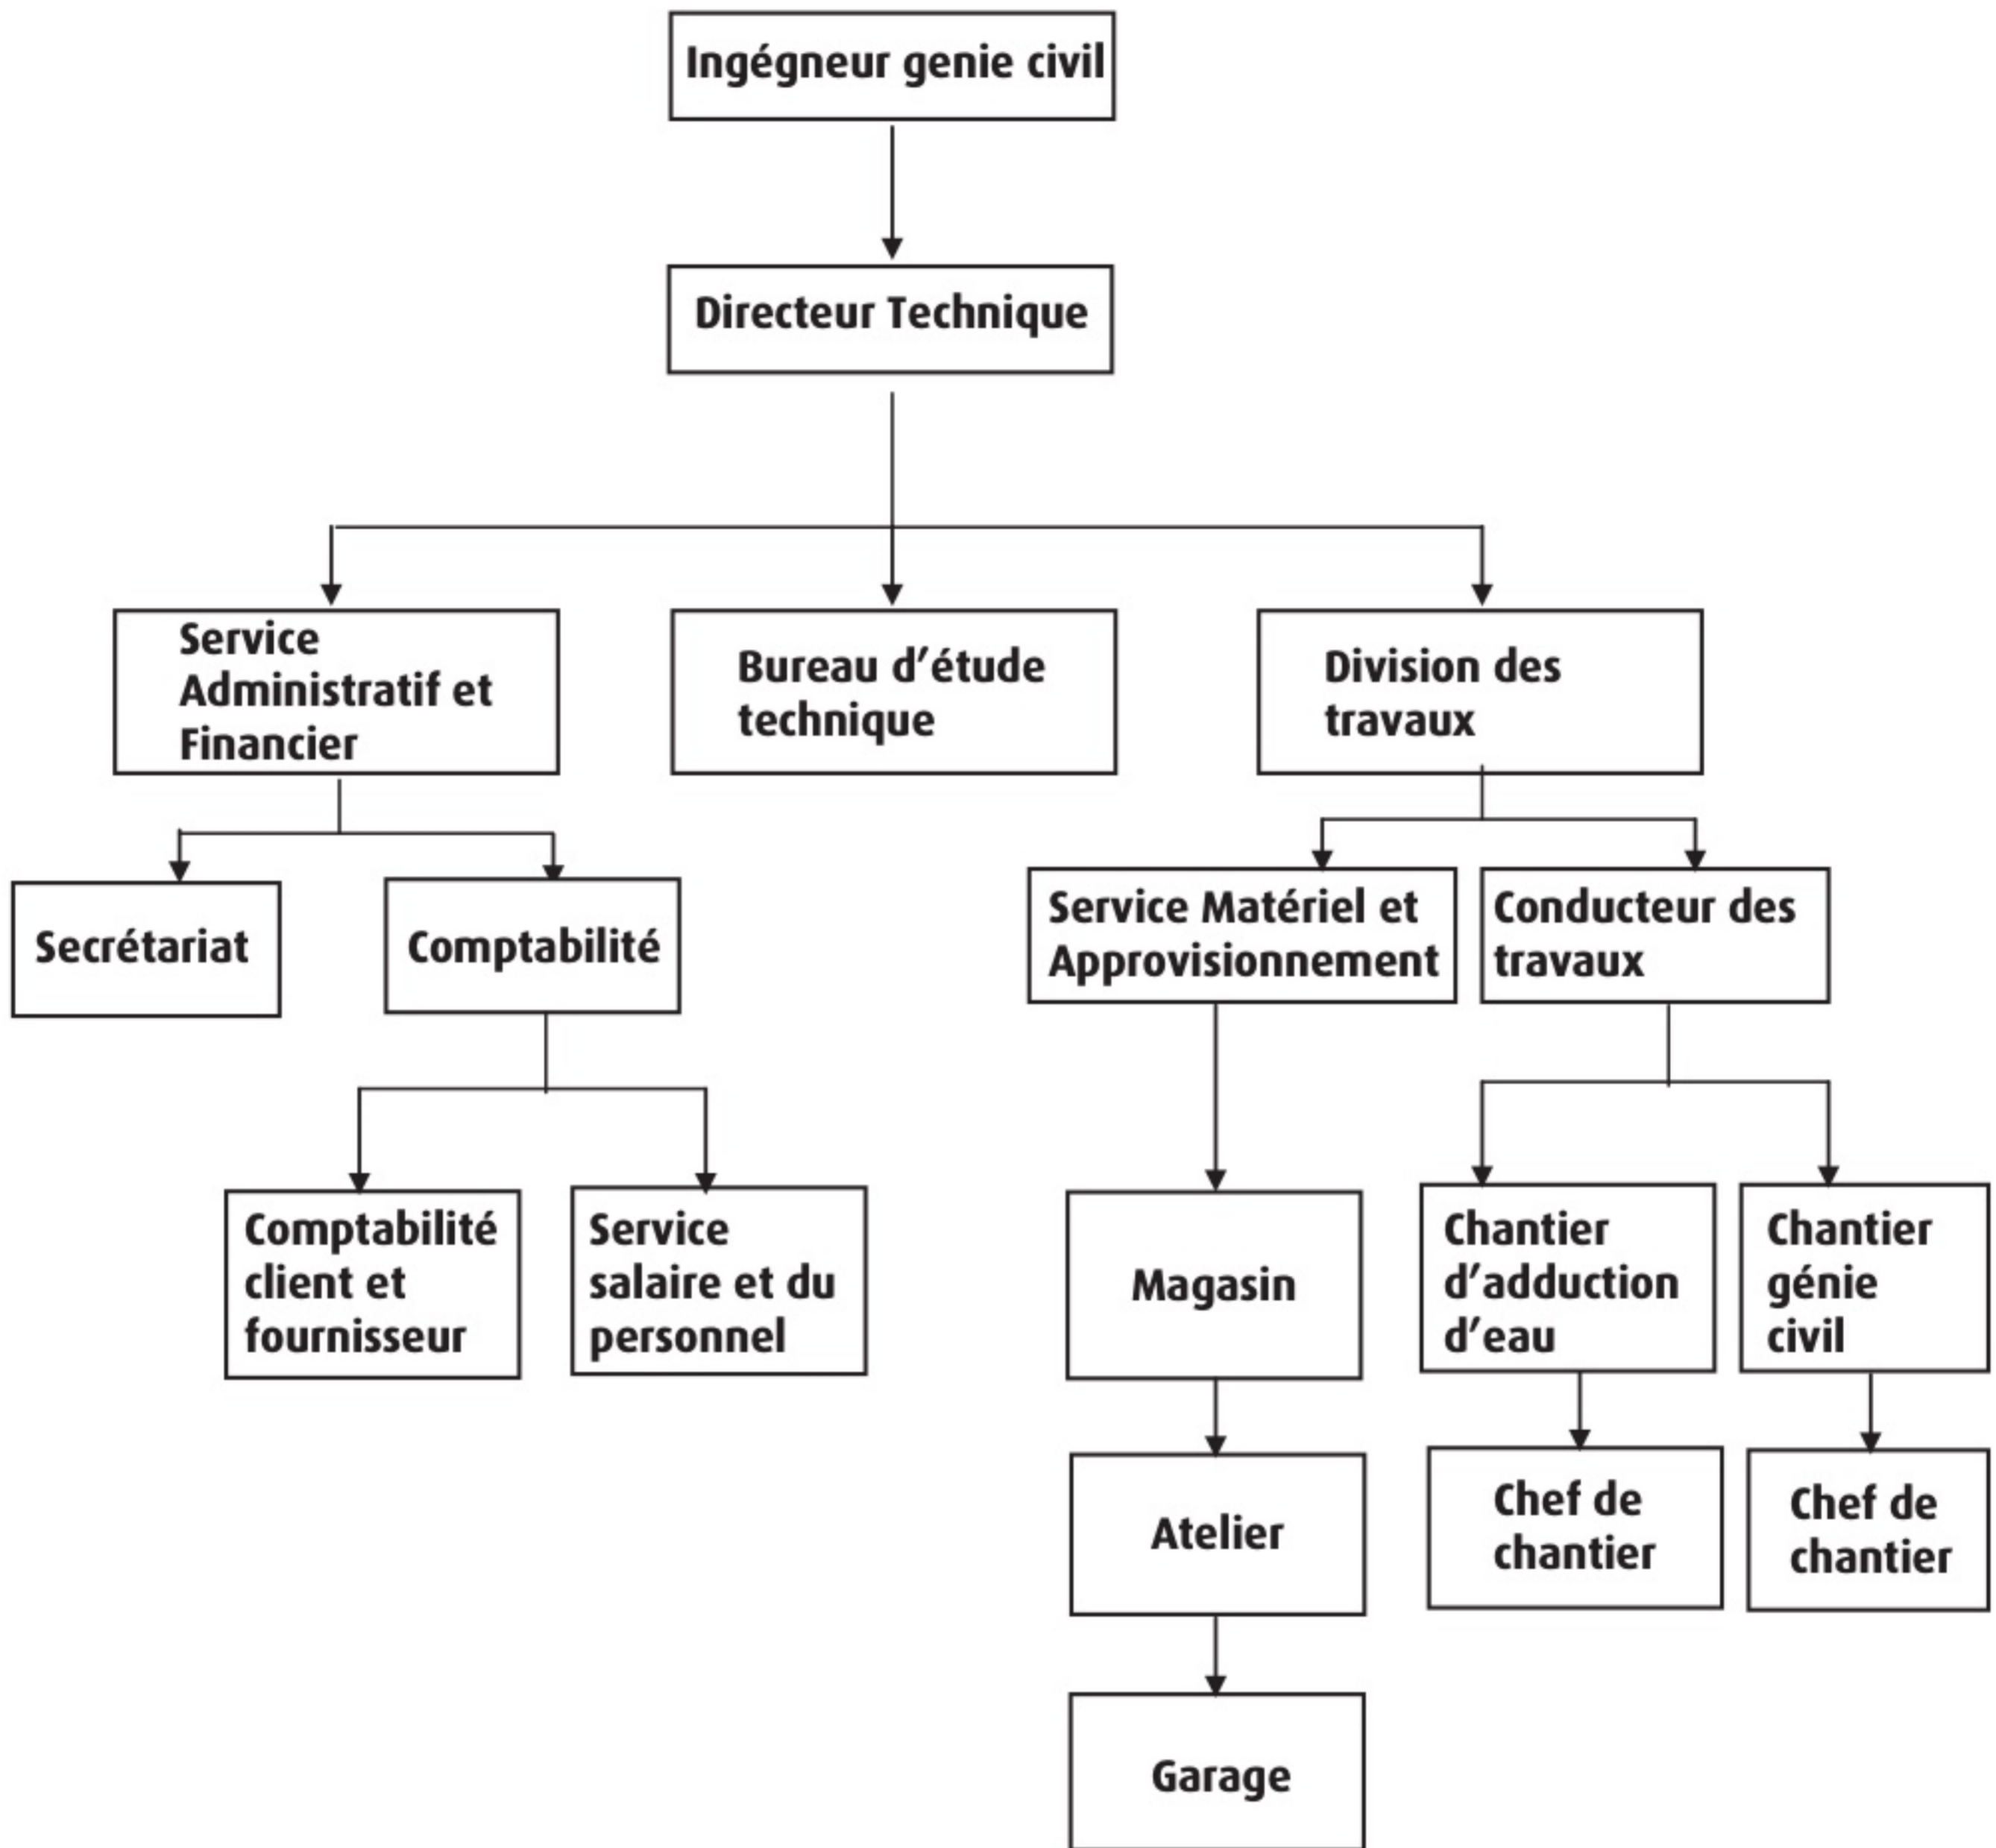 Ingégneur genie civil
Directeur Technique
Service
Administratif et
Financier
Bureau d’étude
technique
Division des
travaux
Secrétariat
Comptabilité
Service Matériel et
Approvisionnement
Conducteur des
travaux
Comptabilité
client et
fournisseur
Service
salaire et du
personnel
Magasin
Chantier
d’adduction
d’eau
Chantier
génie
civil
Atelier
Chef de
chantier
Chef de
chantier
Garage